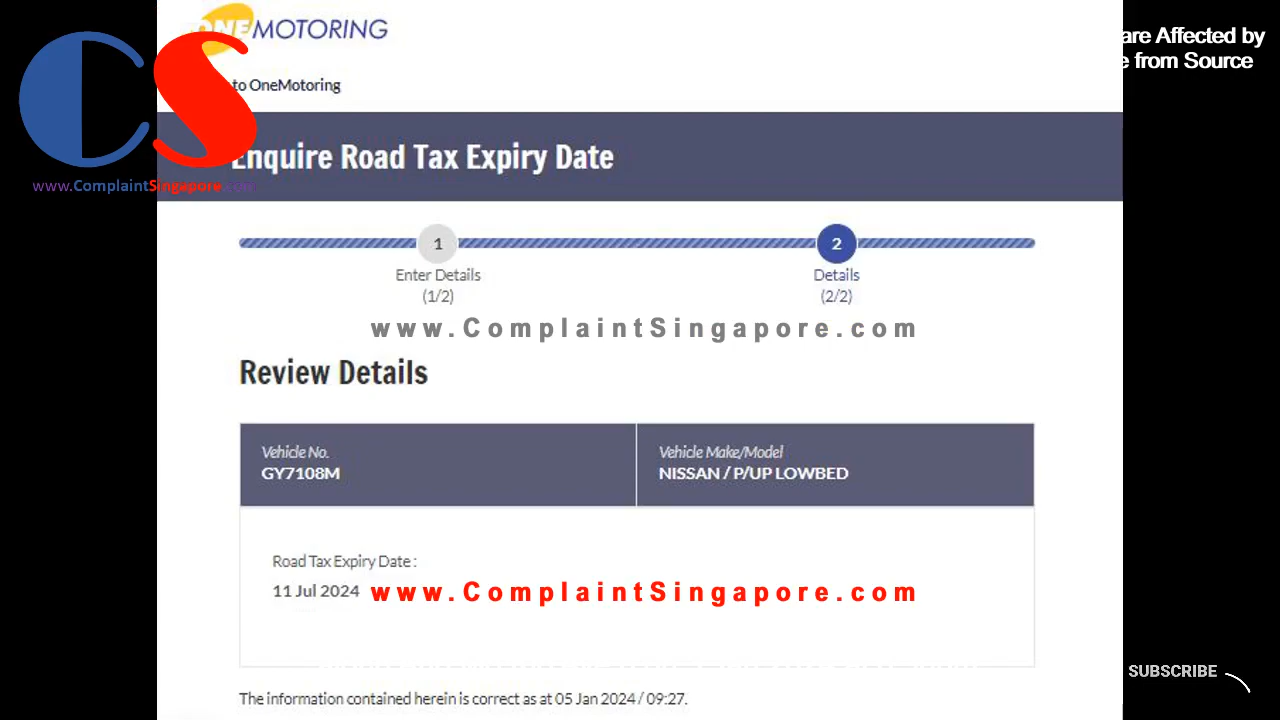 ONEMOTORING
are Affected by
e from Source
to OneMotoring
CS
www.ComplaintSingapore.com
Enquire Road Tax Expiry Date
1
2
Enter Details
(1/2)
Details
(2/2)
www.ComplaintSingapore.com
Review Details
Vehicle No.
GY7108M
Vehicle Make/Model
NISSAN / P/UP LOWBED
Road Tax Expiry Date :
11 Jul 2024
www.ComplaintSingapore.com
SUBSCRIBE
The information contained herein is correct as at 05 Jan 2024 / 09:27.